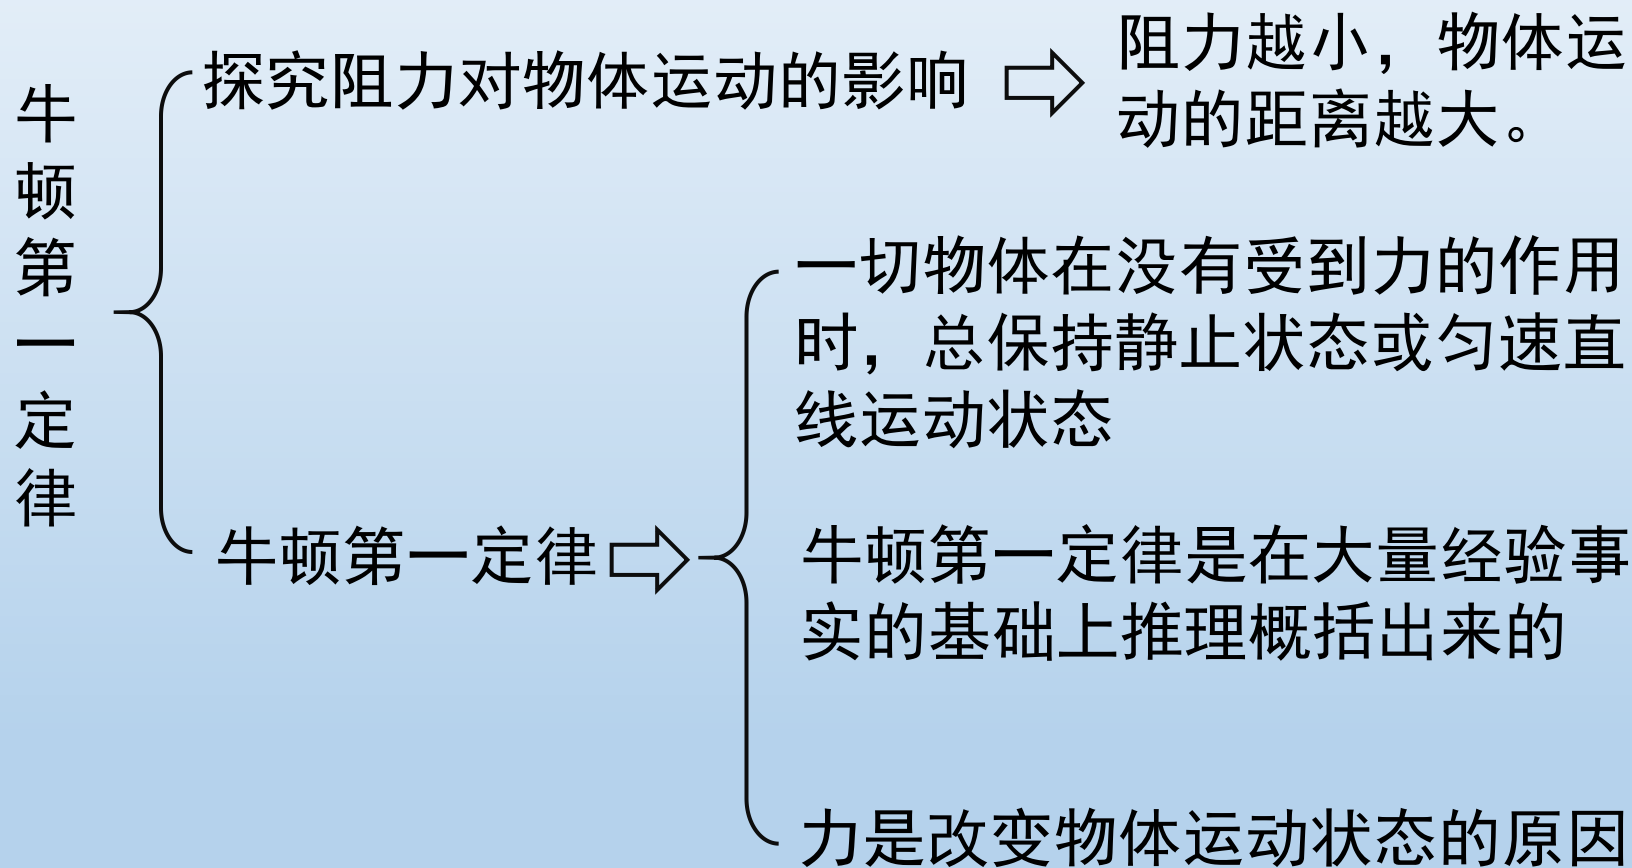 牛顿第一定律
探究阻力对物体运动的影响
阻力越小，物体运
动的距离越大。
牛顿第一定律
一切物体在没有受到力的作用
时，总保持静止状态或匀速直
线运动状态
牛顿第一定律是在大量经验事
实的基础上推理概括出来的
力是改变物体运动状态的原因